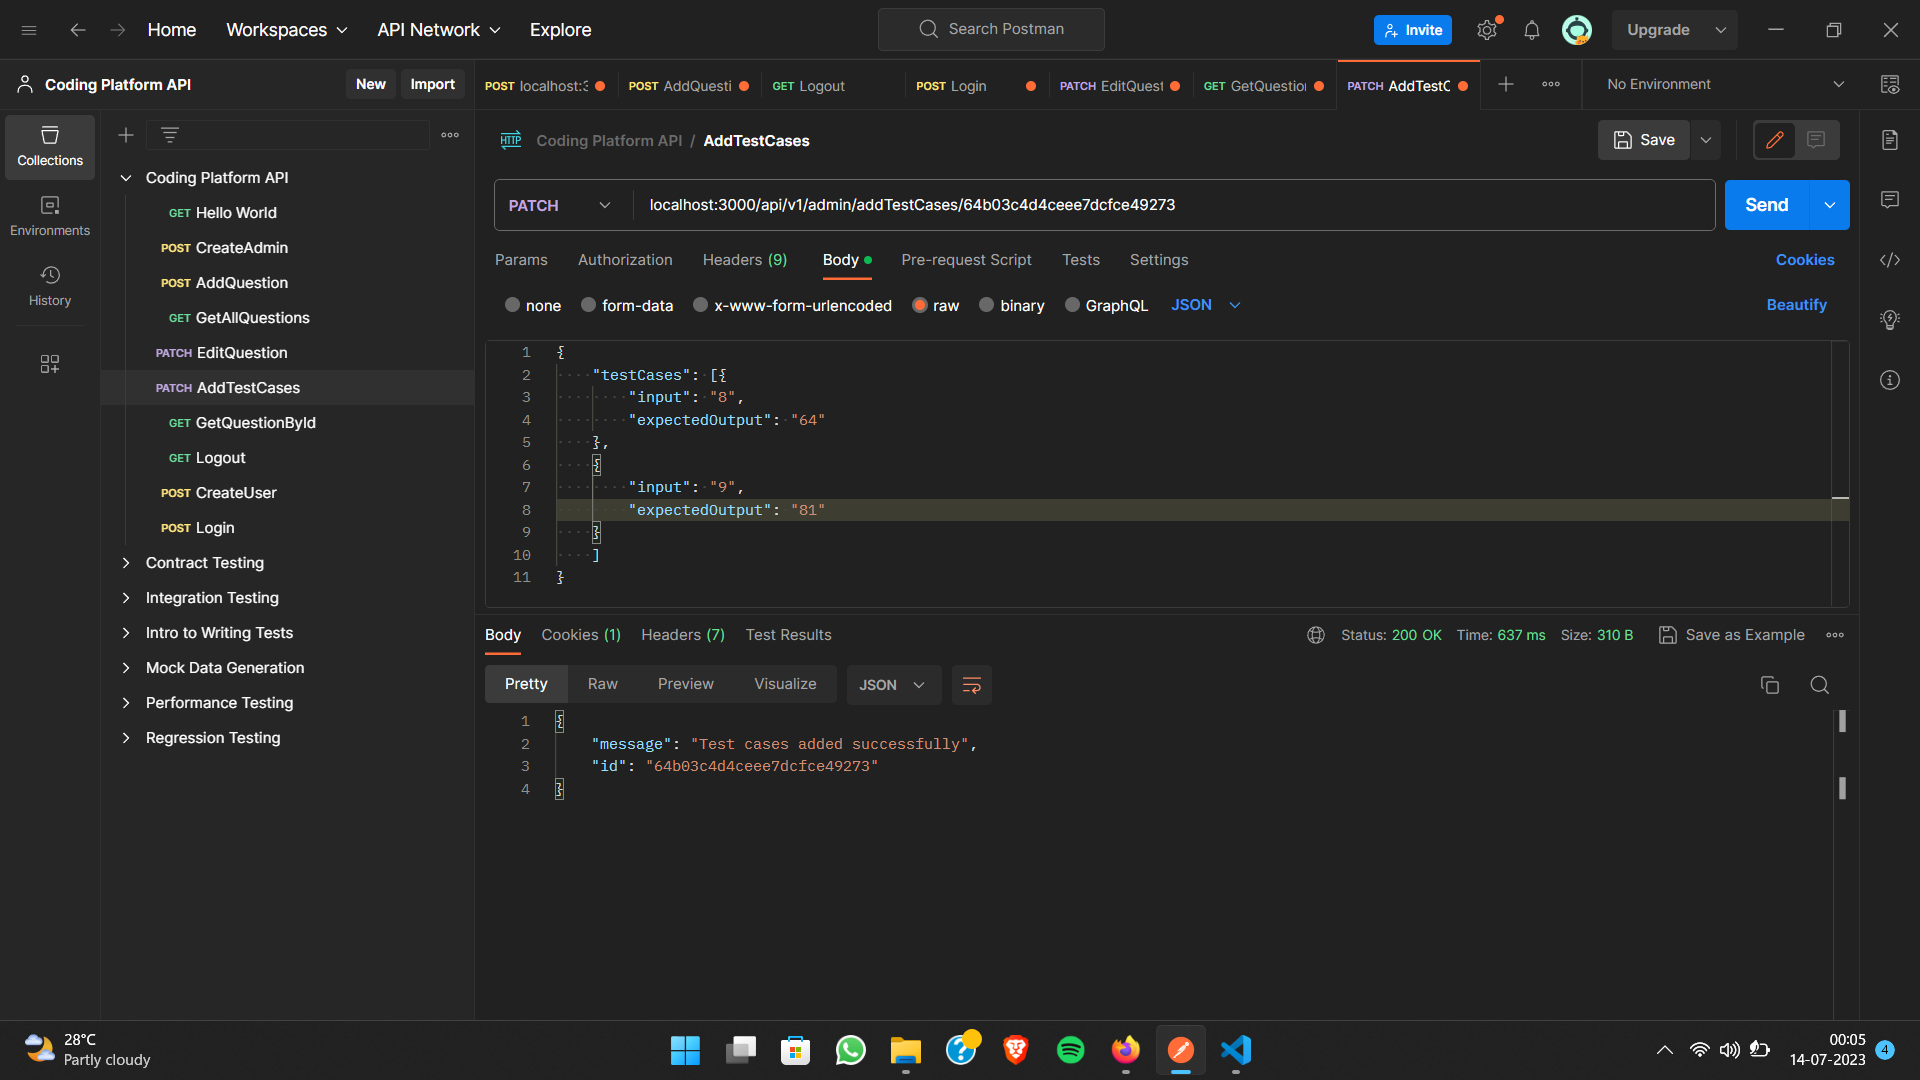 Home
Workspaces
API Network
Explore
Search Postman
Invite
Upgrade
Coding Platform API
New
Import
POST localhost:3
POST AddQuesti
GET Logout
POST Login
PATCH EditQuest
GET GetQuestion
PATCH AddTestC
No Environment
Collections
Environments
History
Coding Platform API
GET Hello World
POST CreateAdmin
POST AddQuestion
GET GetAllQuestions
PATCH EditQuestion
PATCH AddTestCases
GET GetQuestionById
GET Logout
POST CreateUser
POST Login
Contract Testing
Integration Testing
Intro to Writing Tests
Mock Data Generation
Performance Testing
Regression Testing
HTTP
Coding Platform API / AddTestCases
Save
PATCH
localhost:3000/api/v1/admin/addTestCases/64b03c4d4ceee7dcfce49273
Send
Params
Authorization
Headers (9)
Body
Pre-request Script
Tests
Settings
Cookies
none
form-data
x-www-form-urlencoded
raw
binary
GraphQL
JSON
Beautify
1 {
2 "testCases": [{
3 "input": "8",
4 "expectedOutput": "64"
5 },
6 {
7 "input": "9",
8 "expectedOutput": "81"
9 }
10 ]
11 }
Body
Cookies (1)
Headers (7)
Test Results
Status: 200 OK
Time: 637 ms
Size: 310 B
Save as Example
Pretty
Raw
Preview
Visualize
JSON
1 {
2 "message": "Test cases added successfully",
3 "id": "64b03c4d4ceee7dcfce49273"
4 }
28°C
Partly cloudy
00:05
14-07-2023
4